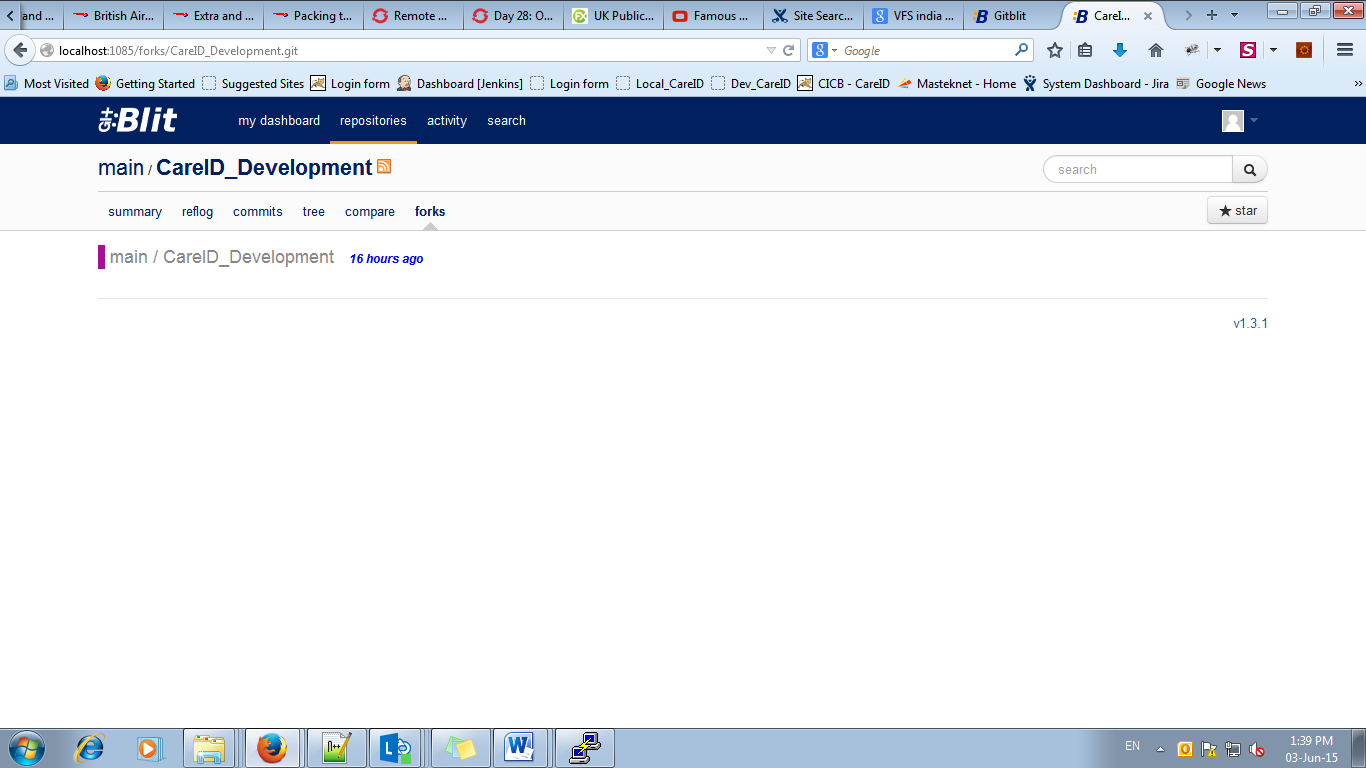 and ...
British Air...
Extra and ...
Packing t...
Remote ...
Day 28: O...
UK Public...
Famous ...
Site Searc...
VFS india ...
Gitblit
CareI...
localhost:1085/forks/CareID_Development.git
Google
Most Visited
Getting Started
Suggested Sites
Login form
Dashboard [Jenkins]
Login form
Local_CareID
Dev_CareID
CICB - CareID
Masteknet - Home
System Dashboard - Jira
Google News
git:Blit
my dashboard
repositories
activity
search
main / CareID_Development
search
summary
reflog
commits
tree
compare
forks
★ star
main / CareID_Development 16 hours ago
v1.3.1
EN
1:39 PM
03-Jun-15